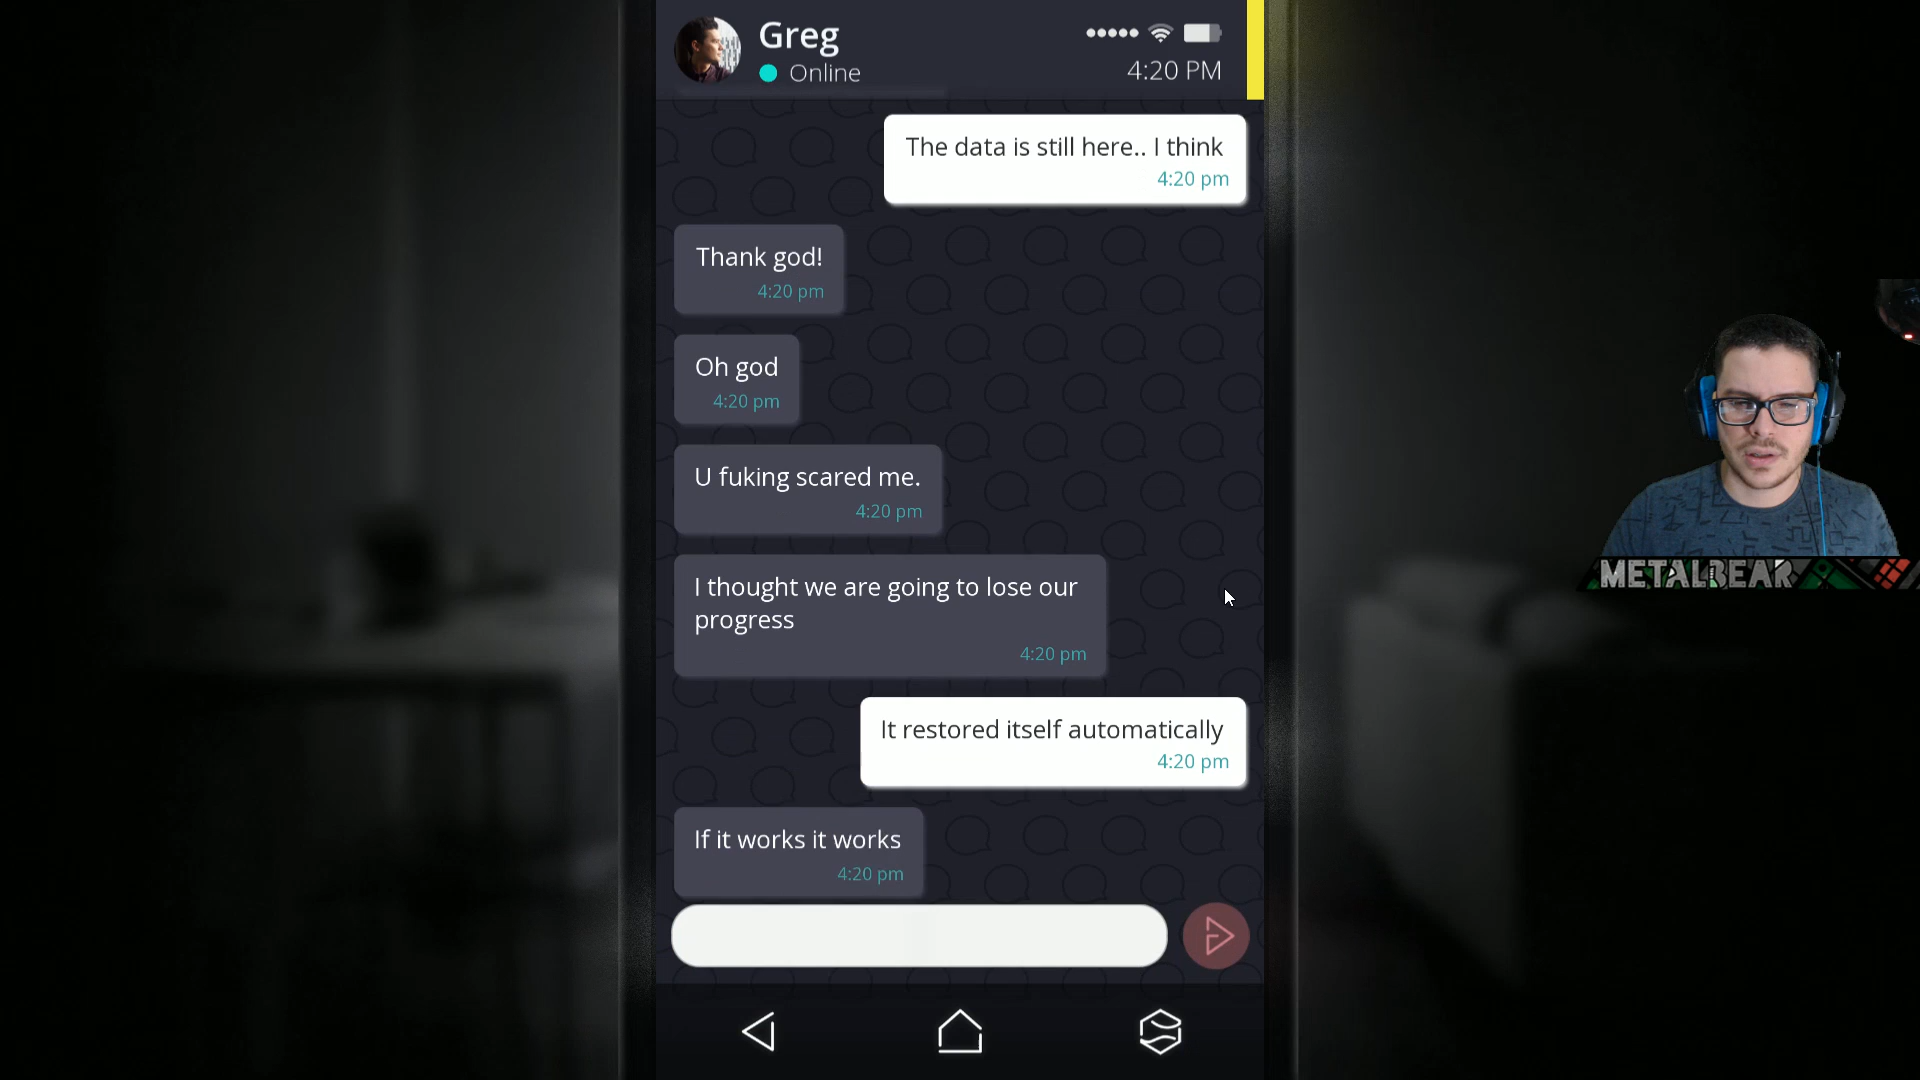 Greg
Online
4:20 PM
The data is still here.. I think
4:20 pm
Thank god!
4:20 pm
Oh god
4:20 pm
U fuking scared me.
4:20 pm
I thought we are going to lose our
progress
4:20 pm
It restored itself automatically
4:20 pm
If it works it works
4:20 pm
METALBEAR